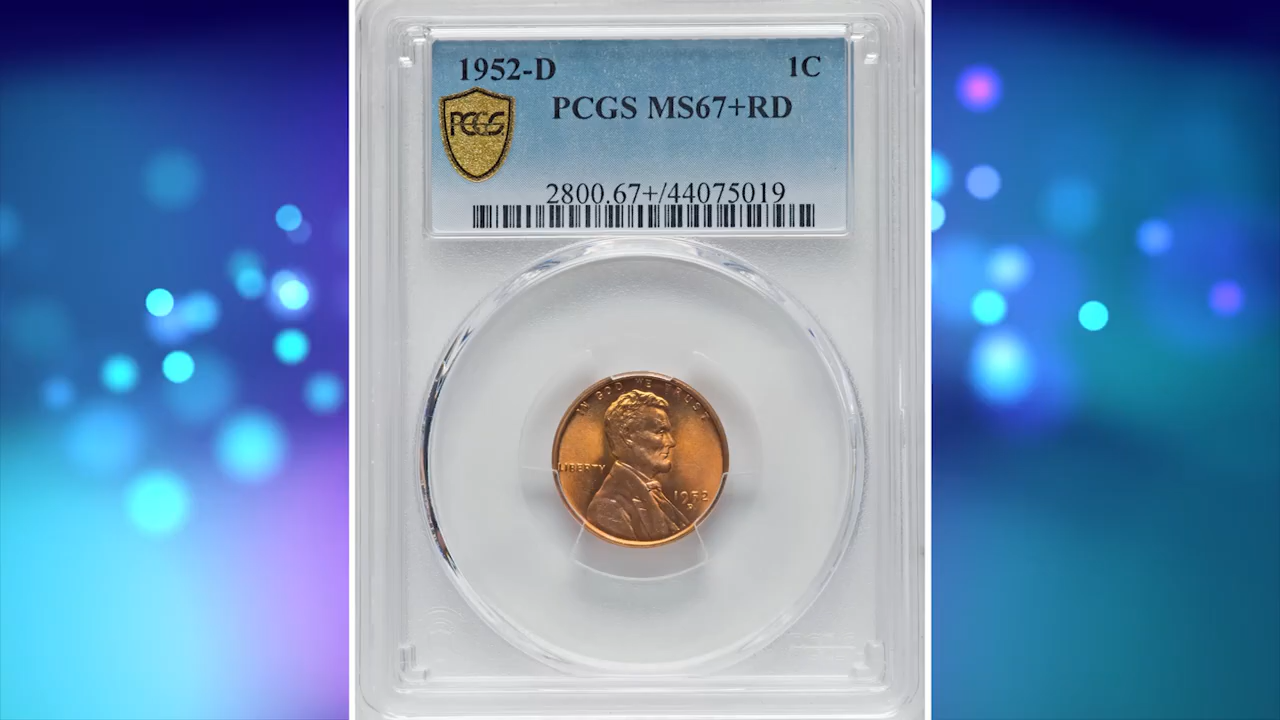 1952-D 1C
PCGS
PCGS MS67+RD
2800.67+/44075019
IN GOD WE TRUST
LIBERTY
1952
D